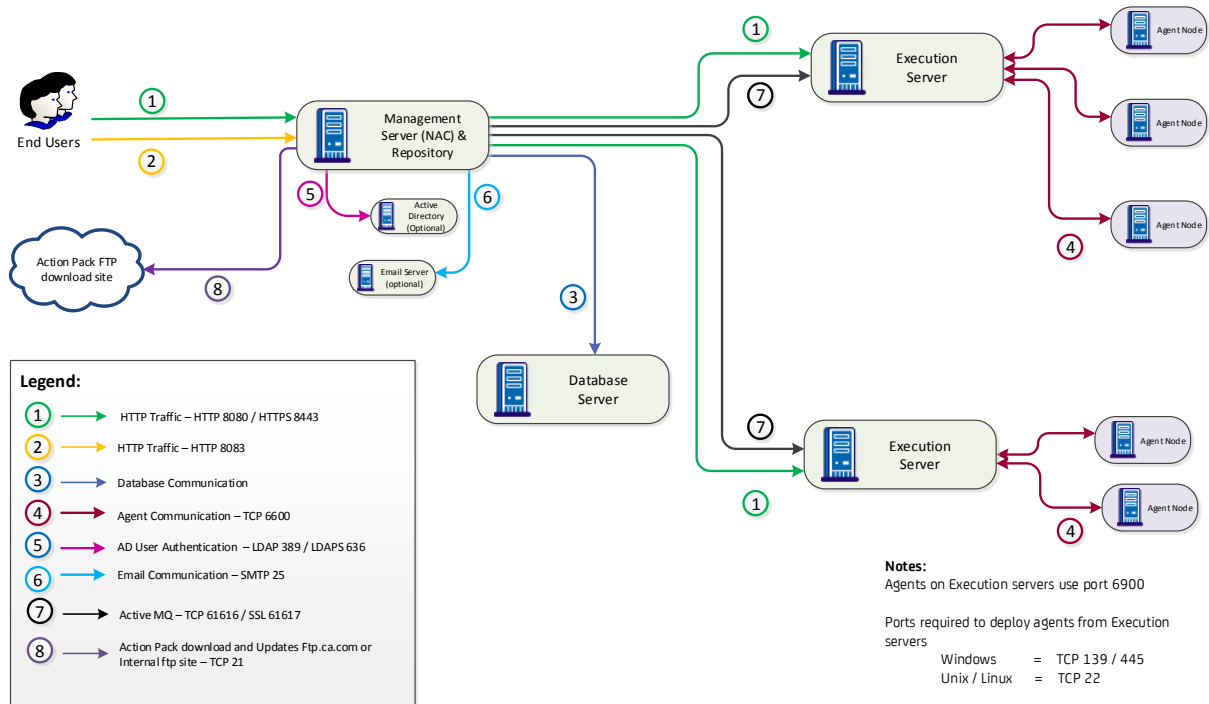 1
Execution
Server
Agent Node
7
Agent Node
Agent Node
4
End Users
1
2
Management
Server (NAC) &
Repository
5
6
Active
Directory
(Optional)
Email Server
(optional)
Action Pack FTP
download site
8
3
Database
Server
7
Execution
Server
1
Agent Node
Agent Node
4
Legend:
1 HTTP Traffic – HTTP 8080 / HTTPS 8443
2 HTTP Traffic – HTTP 8083
3 Database Communication
4 Agent Communication – TCP 6600
5 AD User Authentication – LDAP 389 / LDAPS 636
6 Email Communication – SMTP 25
7 Active MQ – TCP 61616 / SSL 61617
8 Action Pack download and Updates Ftp.ca.com or
Internal ftp site – TCP 21
Notes:
Agents on Execution servers use port 6900
Ports required to deploy agents from Execution
servers
Windows = TCP 139 / 445
Unix / Linux = TCP 22